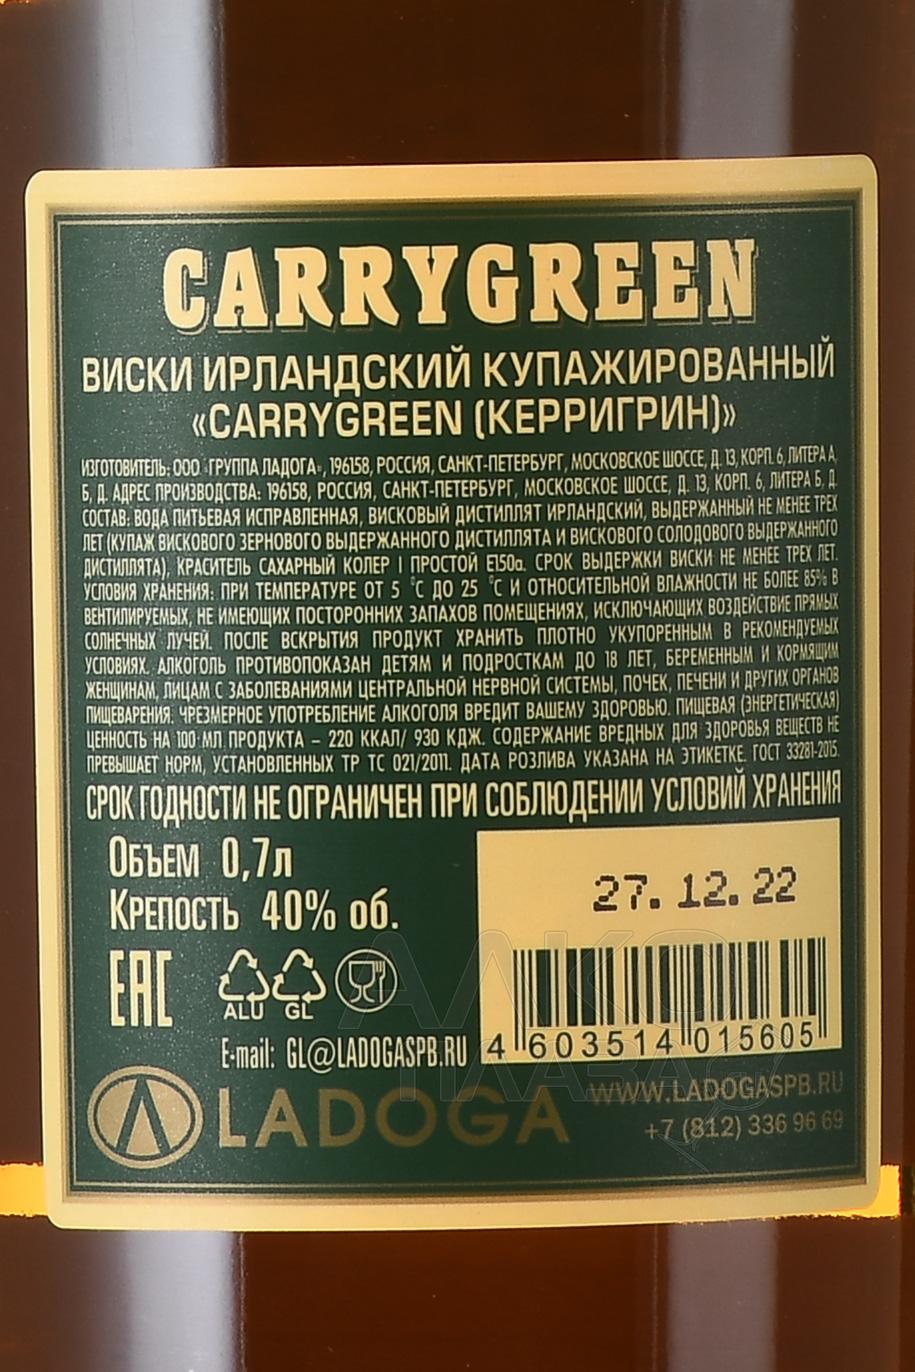 CARRYGREEN
ВИСКИ ИРЛАНДСКИЙ КУПАЖИРОВАННЫЙ
«CARRYGREEN (КЕРРИГРИН)»
ИЗГОТОВИТЕЛЬ: ООО «ГРУППА ЛАДОГА», 196158, РОССИЯ, САНКТ-ПЕТЕРБУРГ, МОСКОВСКОЕ ШОССЕ, Д. 13, КОРП. 6, ЛИТЕРА А,
Б, Д. АДРЕС ПРОИЗВОДСТВА: 196158, РОССИЯ, САНКТ-ПЕТЕРБУРГ, МОСКОВСКОЕ ШОССЕ, Д. 13, КОРП. 6, ЛИТЕРА Б, Д.
СОСТАВ: ВОДА ПИТЬЕВАЯ ИСПРАВЛЕННАЯ, ВИСКОВЫЙ ДИСТИЛЛЯТ ИРЛАНДСКИЙ, ВЫДЕРЖАННЫЙ НЕ МЕНЕЕ ТРЕХ
ЛЕТ (КУПАЖ ВИСКОВОГО ЗЕРНОВОГО ВЫДЕРЖАННОГО ДИСТИЛЛЯТА И ВИСКОВОГО СОЛОДОВОГО ВЫДЕРЖАННОГО
ДИСТИЛЛЯТА), КРАСИТЕЛЬ САХАРНЫЙ КОЛЕР I ПРОСТОЙ Е150а. СРОК ВЫДЕРЖКИ ВИСКИ НЕ МЕНЕЕ ТРЕХ ЛЕТ.
УСЛОВИЯ ХРАНЕНИЯ: ПРИ ТЕМПЕРАТУРЕ ОТ 5 °С ДО 25 °С И ОТНОСИТЕЛЬНОЙ ВЛАЖНОСТИ НЕ БОЛЕЕ 85% В
ВЕНТИЛИРУЕМЫХ, НЕ ИМЕЮЩИХ ПОСТОРОННИХ ЗАПАХОВ ПОМЕЩЕНИЯХ, ИСКЛЮЧАЮЩИХ ВОЗДЕЙСТВИЕ ПРЯМЫХ
СОЛНЕЧНЫХ ЛУЧЕЙ. ПОСЛЕ ВСКРЫТИЯ ПРОДУКТ ХРАНИТЬ ПЛОТНО УКУПОРЕННЫМ В РЕКОМЕНДУЕМЫХ
УСЛОВИЯХ. АЛКОГОЛЬ ПРОТИВОПОКАЗАН ДЕТЯМ И ПОДРОСТКАМ ДО 18 ЛЕТ, БЕРЕМЕННЫМ И КОРМЯЩИМ
ЖЕНЩИНАМ, ЛИЦАМ С ЗАБОЛЕВАНИЯМИ ЦЕНТРАЛЬНОЙ НЕРВНОЙ СИСТЕМЫ, ПОЧЕК, ПЕЧЕНИ И ДРУГИХ ОРГАНОВ
ПИЩЕВАРЕНИЯ. ЧРЕЗМЕРНОЕ УПОТРЕБЛЕНИЕ АЛКОГОЛЯ ВРЕДИТ ВАШЕМУ ЗДОРОВЬЮ. ПИЩЕВАЯ (ЭНЕРГЕТИЧЕСКАЯ)
ЦЕННОСТЬ НА 100 МЛ ПРОДУКТА – 220 ККАЛ/ 930 КДЖ. СОДЕРЖАНИЕ ВРЕДНЫХ ДЛЯ ЗДОРОВЬЯ ВЕЩЕСТВ НЕ
ПРЕВЫШАЕТ НОРМ, УСТАНОВЛЕННЫХ ТР ТС 021/2011. ДАТА РОЗЛИВА УКАЗАНА НА ЭТИКЕТКЕ. ГОСТ 33281-2015.
СРОК ГОДНОСТИ НЕ ОГРАНИЧЕН ПРИ СОБЛЮДЕНИИ УСЛОВИЙ ХРАНЕНИЯ
ОБЪЕМ 0,7л
КРЕПОСТЬ 40% об.
27.12.22
EAC
ALU GL
4 603514 015605
E-mail: GL@LADOGASPB.RU
LADOGA
WWW.LADOGASPB.RU
+7 (812) 336 96 69
АЛКО
ПЛАВА